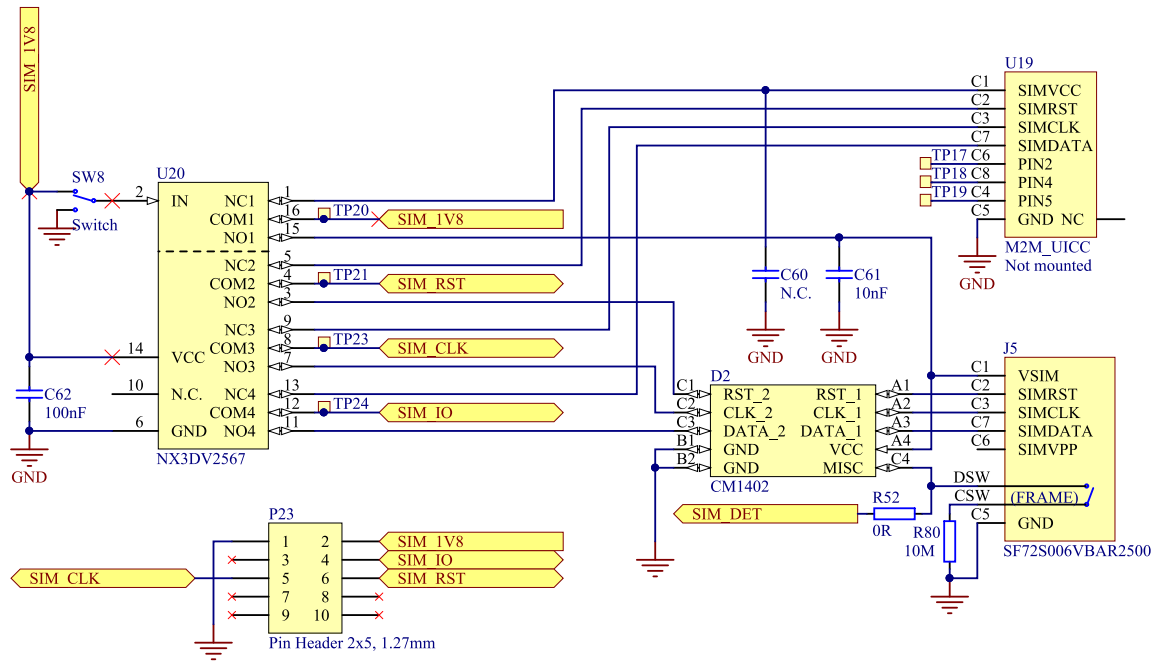 SIM_1V8
SW8
Switch
U20
2
IN
NC1
1
COM1
16
TP20
SIM_1V8
NO1
15
NC2
5
COM2
4
TP21
SIM_RST
NO2
3
NC3
9
COM3
8
TP23
SIM_CLK
NO3
7
14
VCC
10
N.C.
NC4
13
COM4
12
TP24
SIM_IO
6
GND
NO4
11
NX3DV2567
C62
100nF
GND
U19
C1
SIMVCC
C2
SIMRST
C3
SIMCLK
C7
SIMDATA
TP17
C6
PIN2
TP18
C8
PIN4
TP19
C4
PIN5
C5
GND NC
M2M_UICC
Not mounted
GND
C60
N.C.
GND
C61
10nF
GND
D2
C1
RST_2
RST_1
A1
C2
CLK_2
CLK_1
A2
C3
DATA_2
DATA_1
A3
B1
GND
VCC
A4
B2
GND
MISC
C4
CM1402
J5
C1
VSIM
C2
SIMRST
C3
SIMCLK
C7
SIMDATA
C6
SIMVPP
DSW
CSW
(FRAME)
C5
GND
SF72S006VBAR2500
SIM_DET
R52
0R
R80
10M
P23
1
2
SIM_1V8
3
4
SIM_IO
SIM_CLK
5
6
SIM_RST
7
8
9
10
Pin Header 2x5, 1.27mm